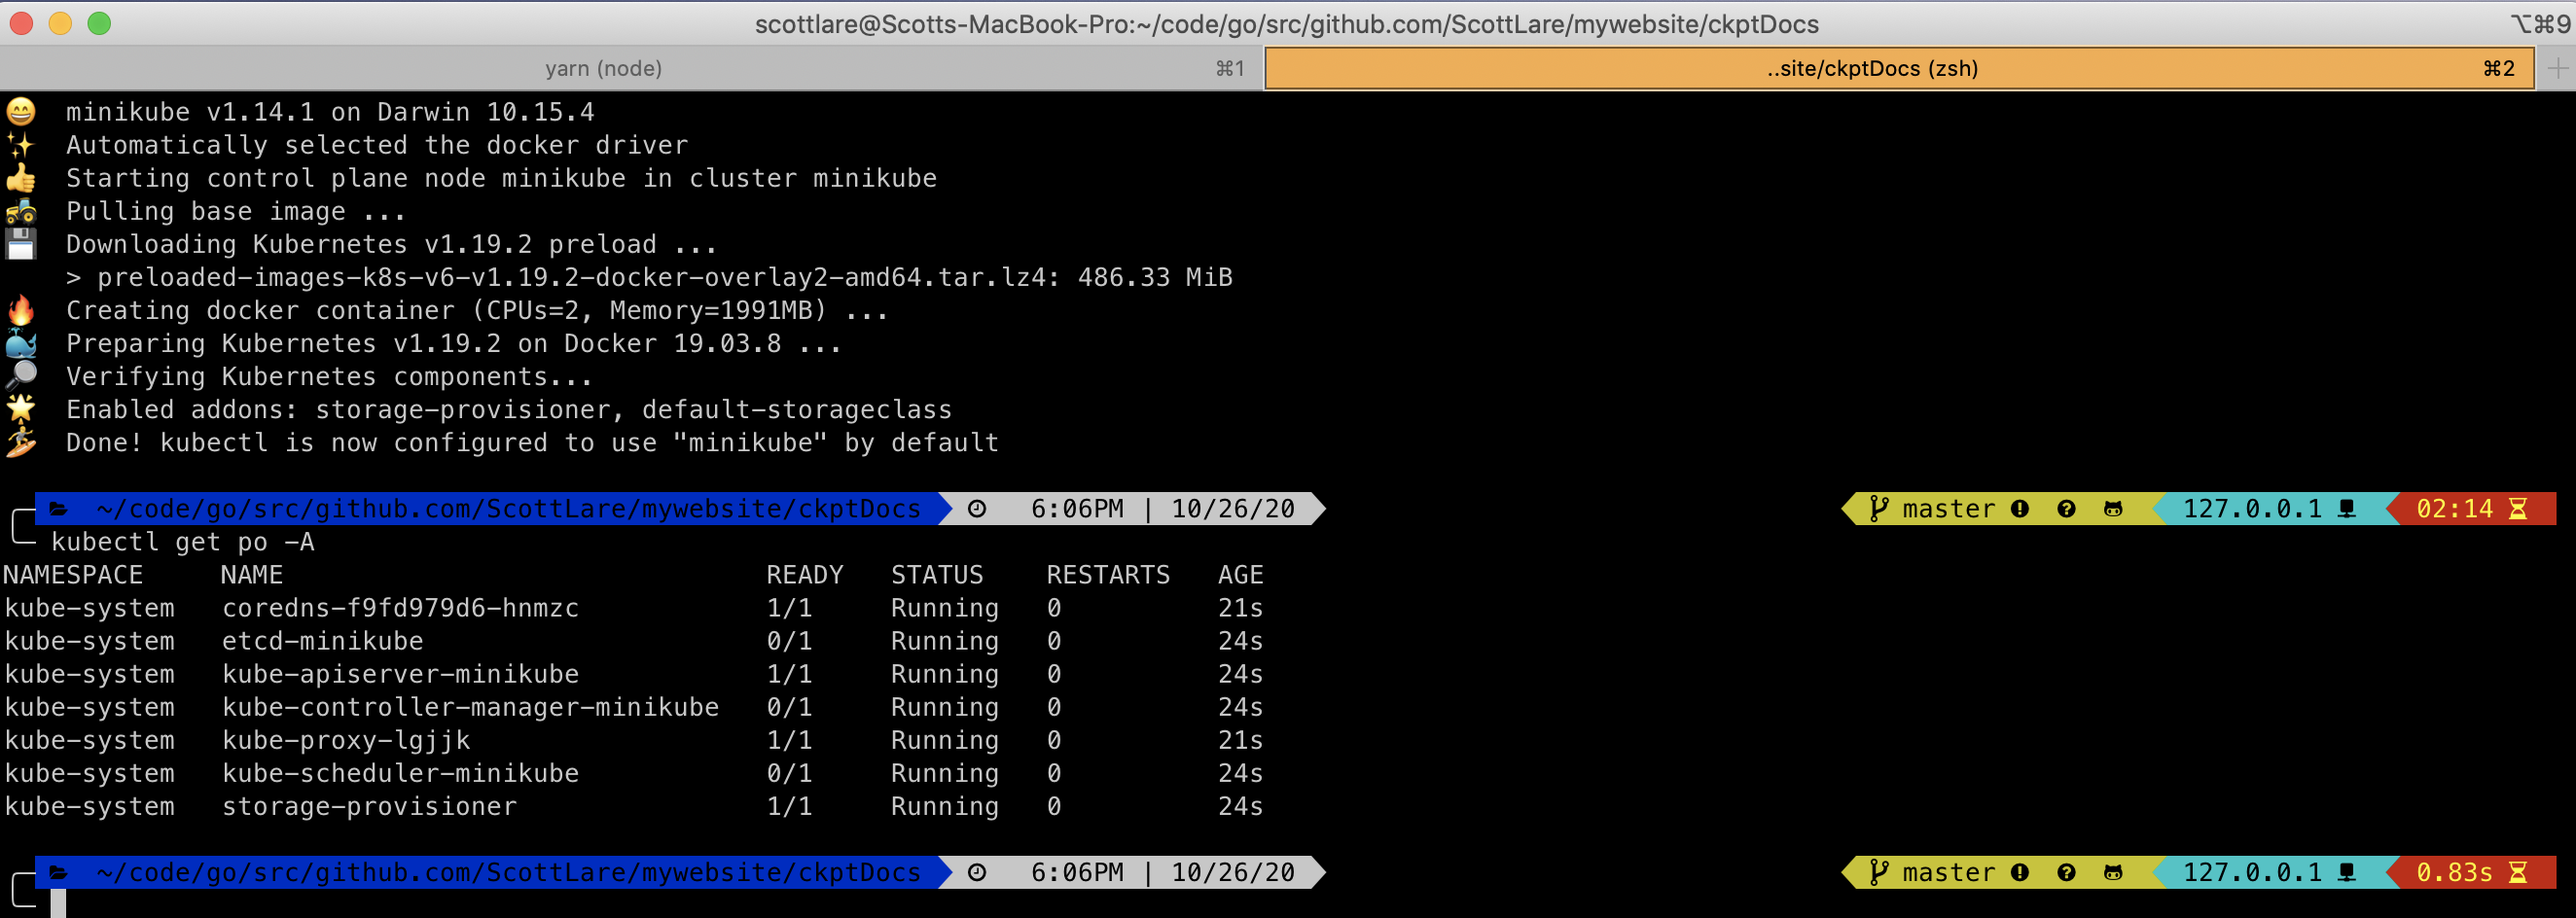 scottlare@Scotts-MacBook-Pro:~/code/go/src/github.com/ScottLare/mywebsite/ckptDocs ⌥⌘9
yarn (node) ⌘1 ..site/ckptDocs (zsh) ⌘2
minikube v1.14.1 on Darwin 10.15.4
Automatically selected the docker driver
Starting control plane node minikube in cluster minikube
Pulling base image ...
Downloading Kubernetes v1.19.2 preload ...
> preloaded-images-k8s-v6-v1.19.2-docker-overlay2-amd64.tar.lz4: 486.33 MiB
Creating docker container (CPUs=2, Memory=1991MB) ...
Preparing Kubernetes v1.19.2 on Docker 19.03.8 ...
Verifying Kubernetes components...
Enabled addons: storage-provisioner, default-storageclass
Done! kubectl is now configured to use "minikube" by default
~/code/go/src/github.com/ScottLare/mywebsite/ckptDocs 6:06PM | 10/26/20 master 127.0.0.1 02:14
kubectl get po -A
NAMESPACE NAME READY STATUS RESTARTS AGE
kube-system coredns-f9fd979d6-hnmzc 1/1 Running 0 21s
kube-system etcd-minikube 0/1 Running 0 24s
kube-system kube-apiserver-minikube 1/1 Running 0 24s
kube-system kube-controller-manager-minikube 0/1 Running 0 24s
kube-system kube-proxy-lgjjk 1/1 Running 0 21s
kube-system kube-scheduler-minikube 0/1 Running 0 24s
kube-system storage-provisioner 1/1 Running 0 24s
~/code/go/src/github.com/ScottLare/mywebsite/ckptDocs 6:06PM | 10/26/20 master 127.0.0.1 0.83s